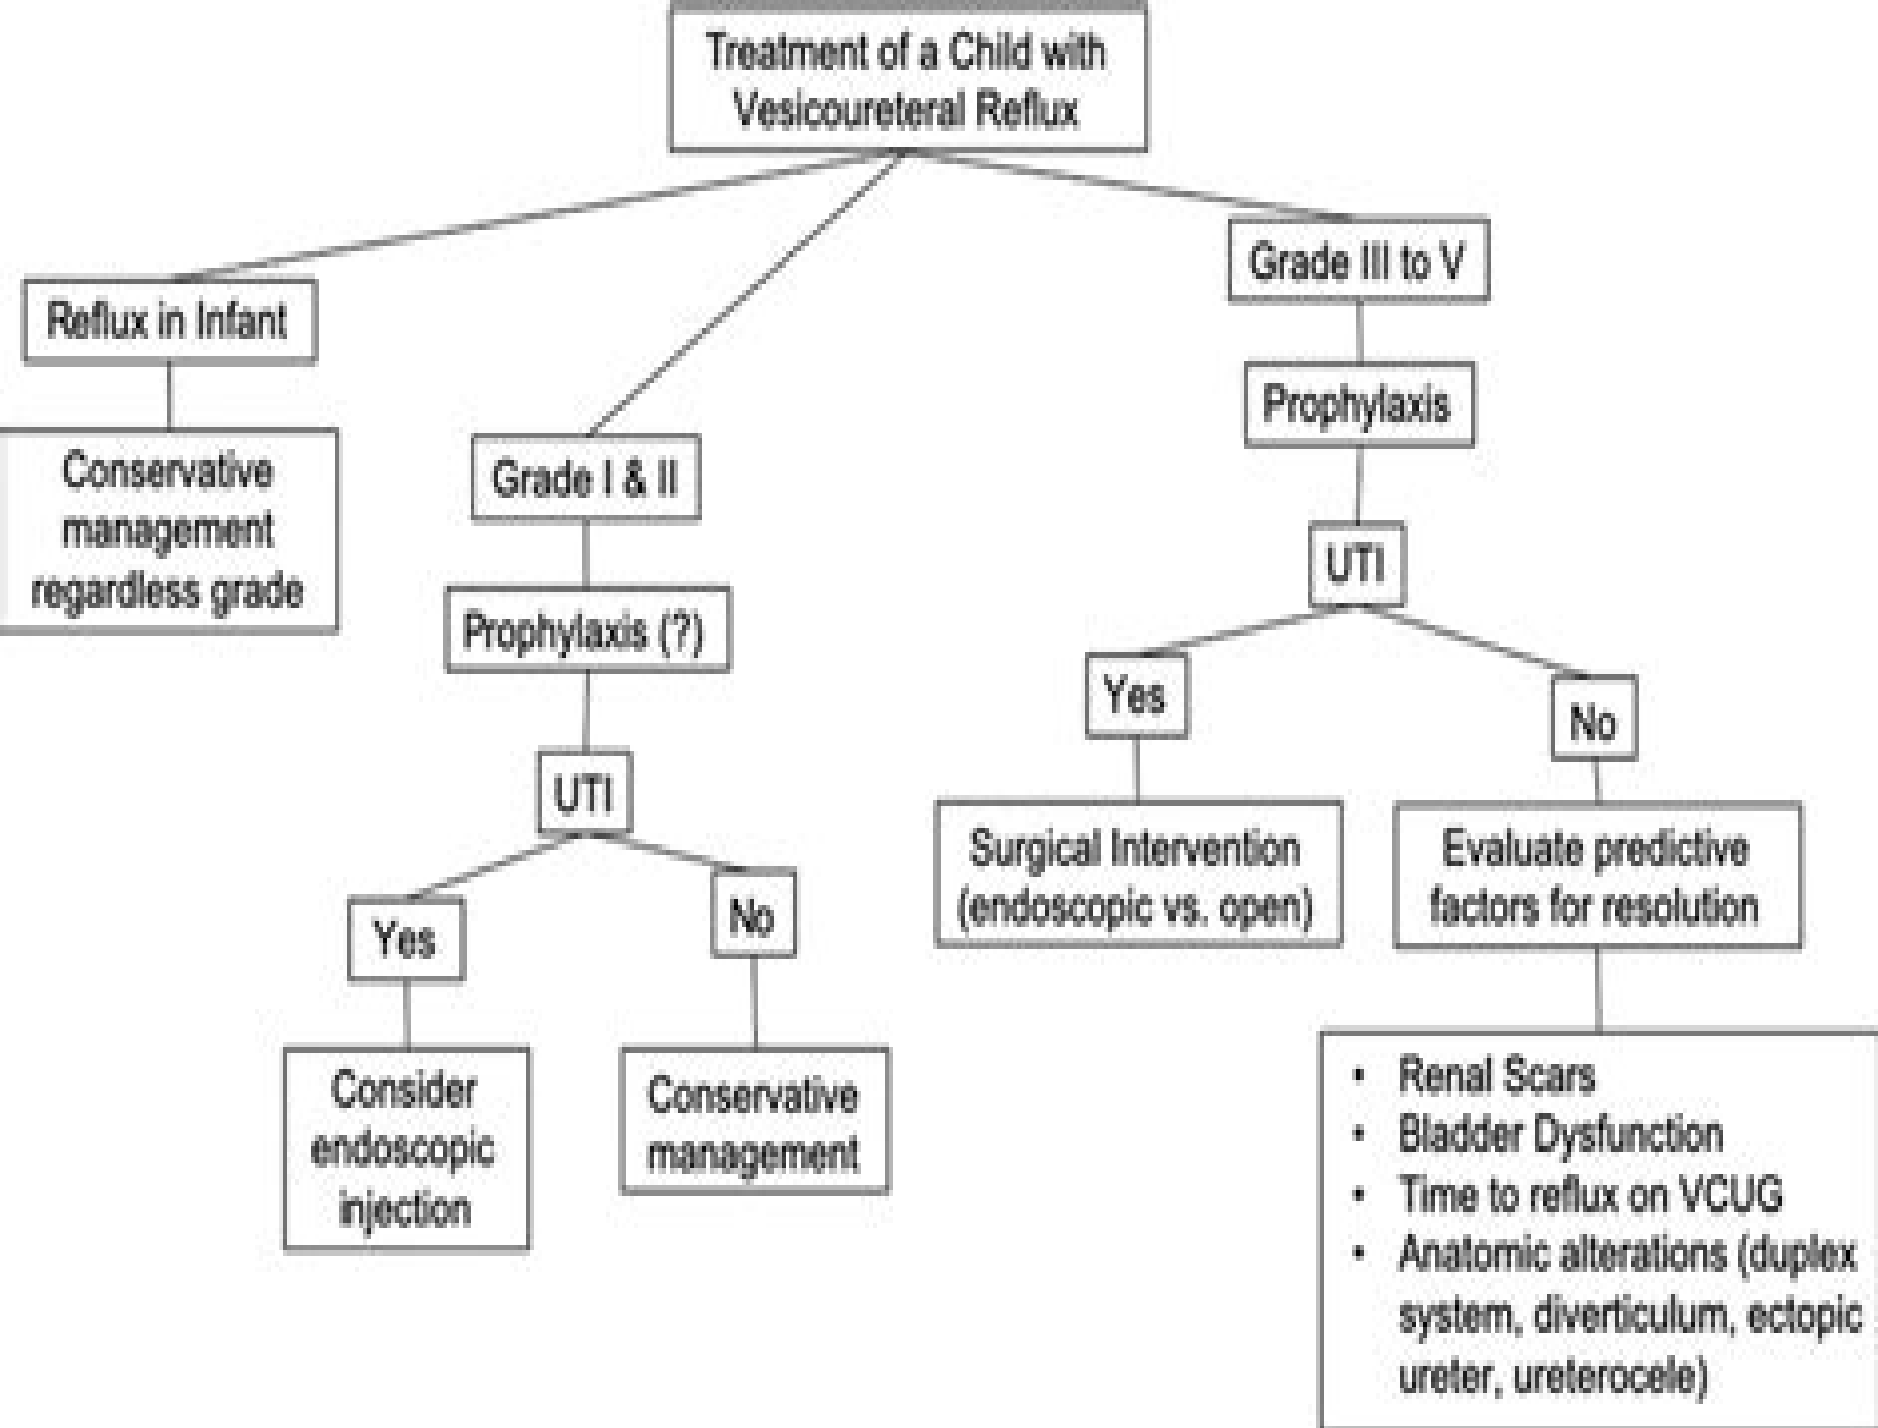 Treatment of a Child with
Vesicoureteral Reflux
Reflux in Infant
Conservative
management
regardless grade
Grade I & II
Prophylaxis (?)
UTI
Yes
Consider
endoscopic
injection
No
Conservative
management
Grade III to V
Prophylaxis
UTI
Yes
Surgical Intervention
(endoscopic vs. open)
No
Evaluate predictive
factors for resolution
• Renal Scars
• Bladder Dysfunction
• Time to reflux on VCUG
• Anatomic alterations (duplex
system, diverticulum, ectopic
ureter, ureterocele)